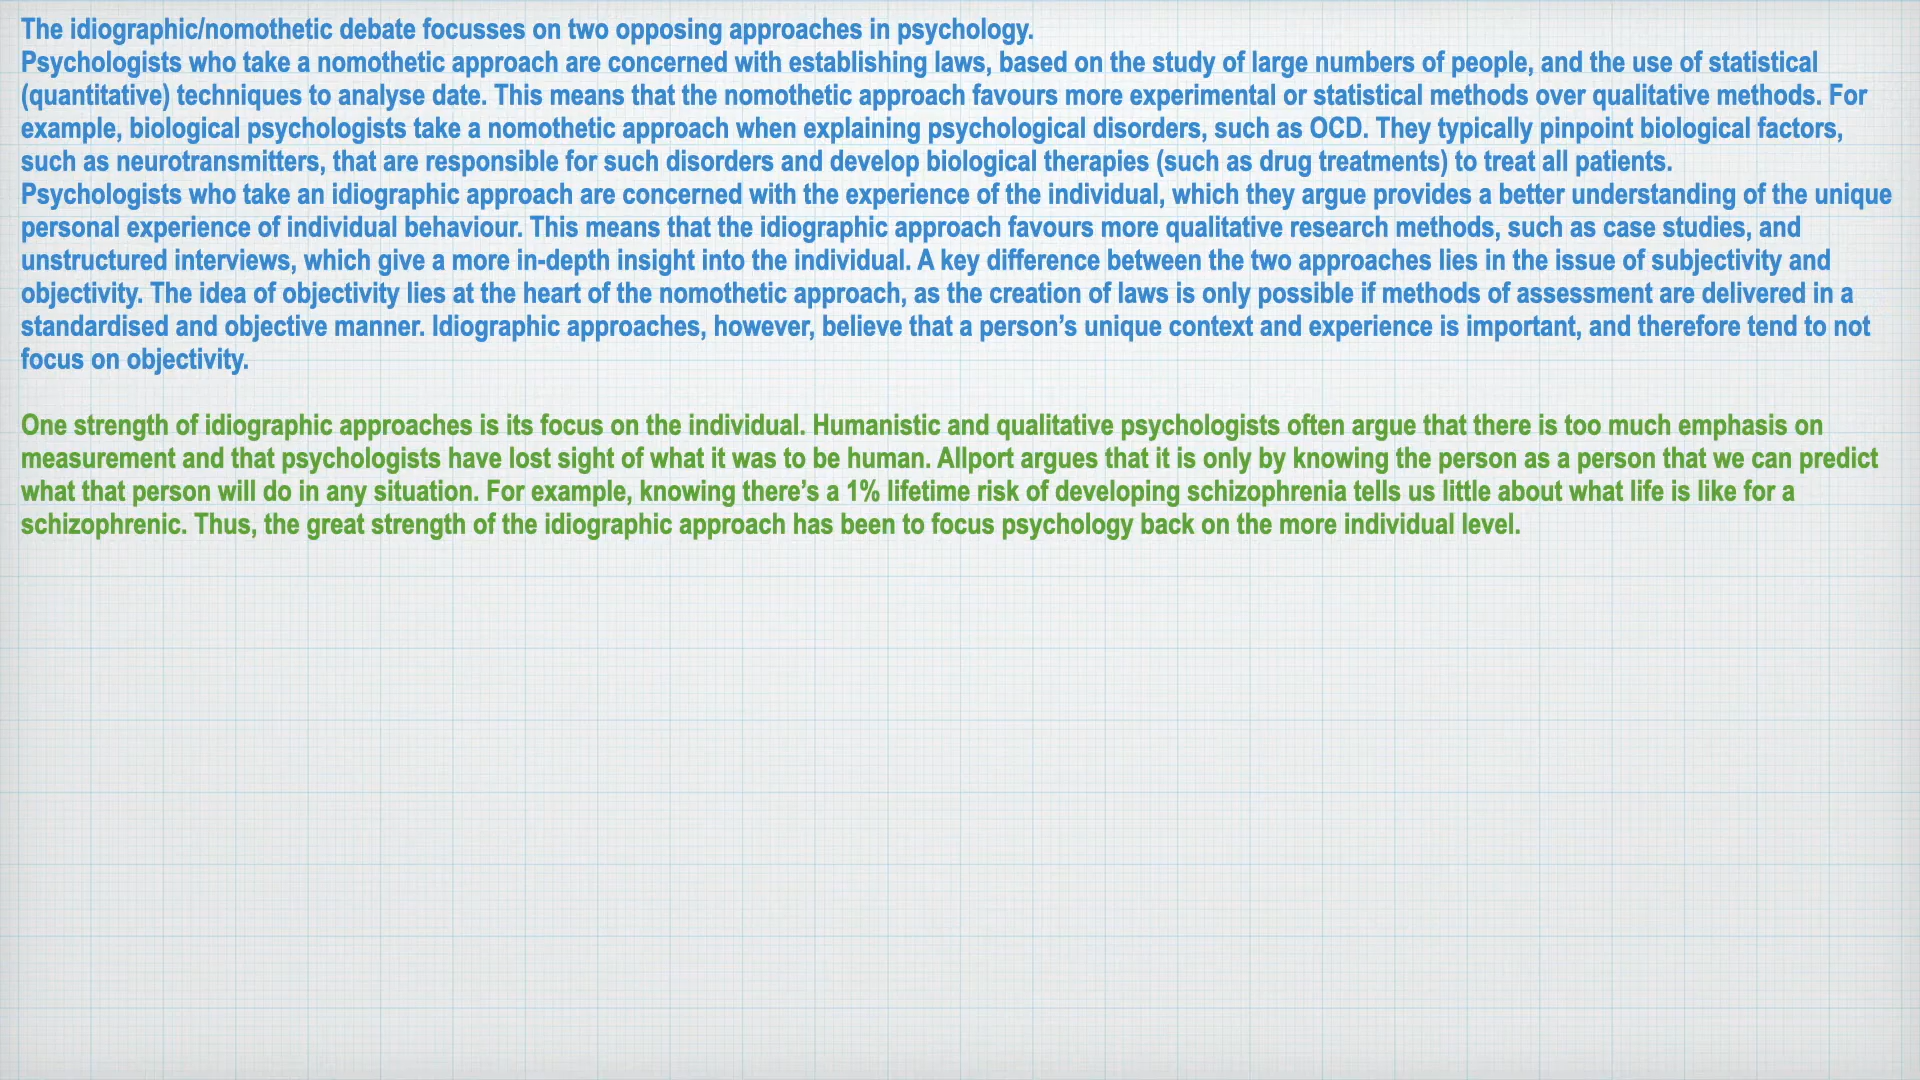 The idiographic/nomothetic debate focusses on two opposing approaches in psychology.
Psychologists who take a nomothetic approach are concerned with establishing laws, based on the study of large numbers of people, and the use of statistical
(quantitative) techniques to analyse date. This means that the nomothetic approach favours more experimental or statistical methods over qualitative methods. For
example, biological psychologists take a nomothetic approach when explaining psychological disorders, such as OCD. They typically pinpoint biological factors,
such as neurotransmitters, that are responsible for such disorders and develop biological therapies (such as drug treatments) to treat all patients.
Psychologists who take an idiographic approach are concerned with the experience of the individual, which they argue provides a better understanding of the unique
personal experience of individual behaviour. This means that the idiographic approach favours more qualitative research methods, such as case studies, and
unstructured interviews, which give a more in-depth insight into the individual. A key difference between the two approaches lies in the issue of subjectivity and
objectivity. The idea of objectivity lies at the heart of the nomothetic approach, as the creation of laws is only possible if methods of assessment are delivered in a
standardised and objective manner. Idiographic approaches, however, believe that a person’s unique context and experience is important, and therefore tend to not
focus on objectivity.
One strength of idiographic approaches is its focus on the individual. Humanistic and qualitative psychologists often argue that there is too much emphasis on
measurement and that psychologists have lost sight of what it was to be human. Allport argues that it is only by knowing the person as a person that we can predict
what that person will do in any situation. For example, knowing there’s a 1% lifetime risk of developing schizophrenia tells us little about what life is like for a
schizophrenic. Thus, the great strength of the idiographic approach has been to focus psychology back on the more individual level.